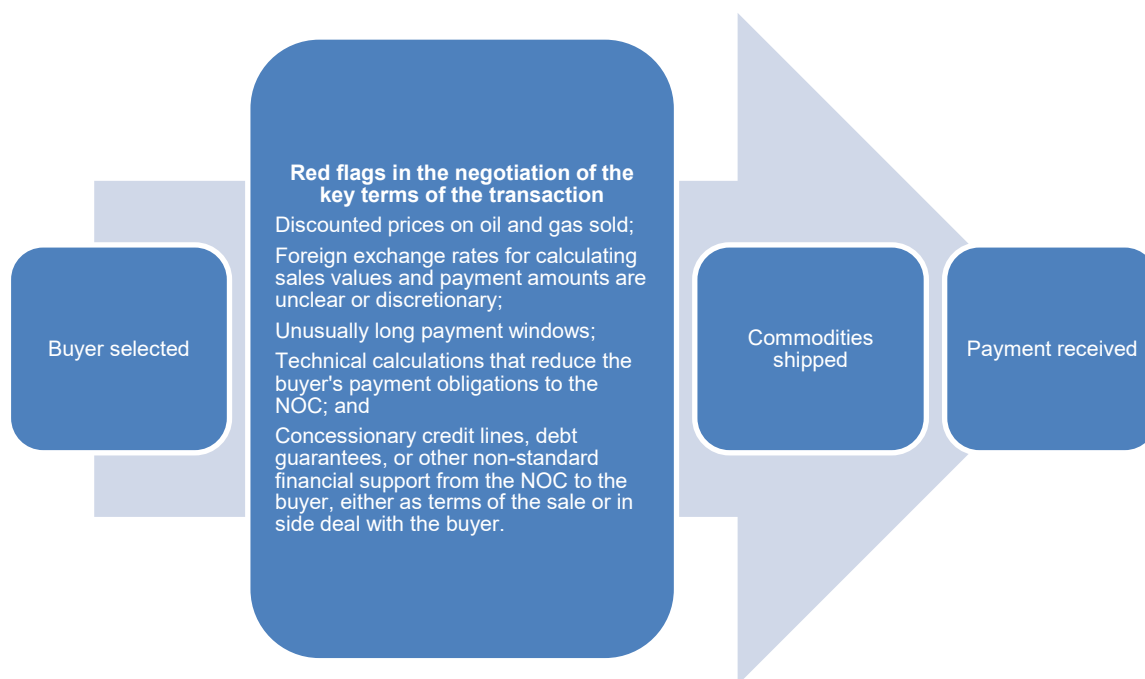 Buyer selected
Red flags in the negotiation of the
key terms of the transaction
Discounted prices on oil and gas sold;
Foreign exchange rates for calculating
sales values and payment amounts are
unclear or discretionary;
Unusually long payment windows;
Technical calculations that reduce the
buyer's payment obligations to the
NOC; and
Concessionary credit lines, debt
guarantees, or other non-standard
financial support from the NOC to the
buyer, either as terms of the sale or in
side deal with the buyer.
Commodities
shipped
Payment received